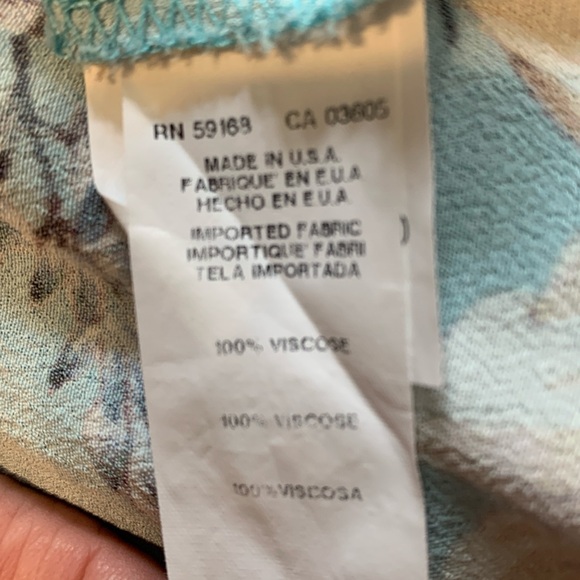 RN 59168 CA 03605
MADE IN U.S.A.
FABRIQUE' EN E.U.A
HECHO EN E.U.A.
IMPORTED FABRIC
IMPORTIQUE' FABRI
TELA IMPORTADA
100% VISCOSE
100% VISCOSE
100% VISCOSA